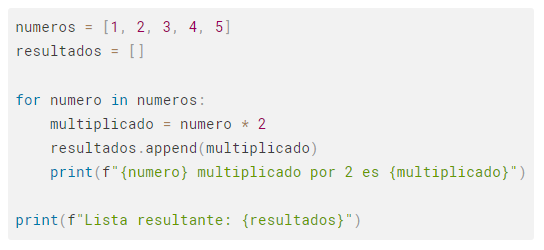 numeros = [1, 2, 3, 4, 5]
resultados = []
for numero in numeros:
    multiplicado = numero * 2
    resultados.append(multiplicado)
    print(f"{numero} multiplicado por 2 es {multiplicado}")
print(f"Lista resultante: {resultados}")